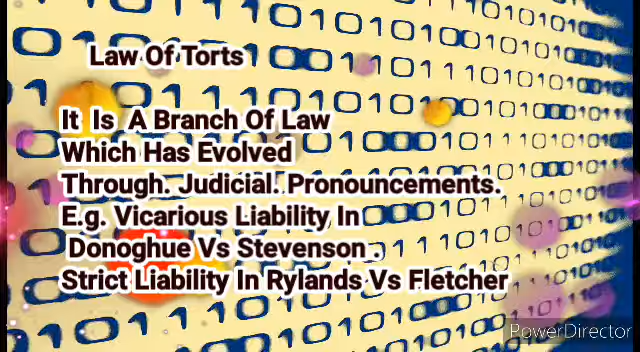 Law Of Torts
It Is A Branch Of Law
Which Has Evolved
Through. Judicial. Pronouncements.
E.g. Vicarious Liability In
Donoghue Vs Stevenson .
Strict Liability In Rylands Vs Fletcher
PowerDirector